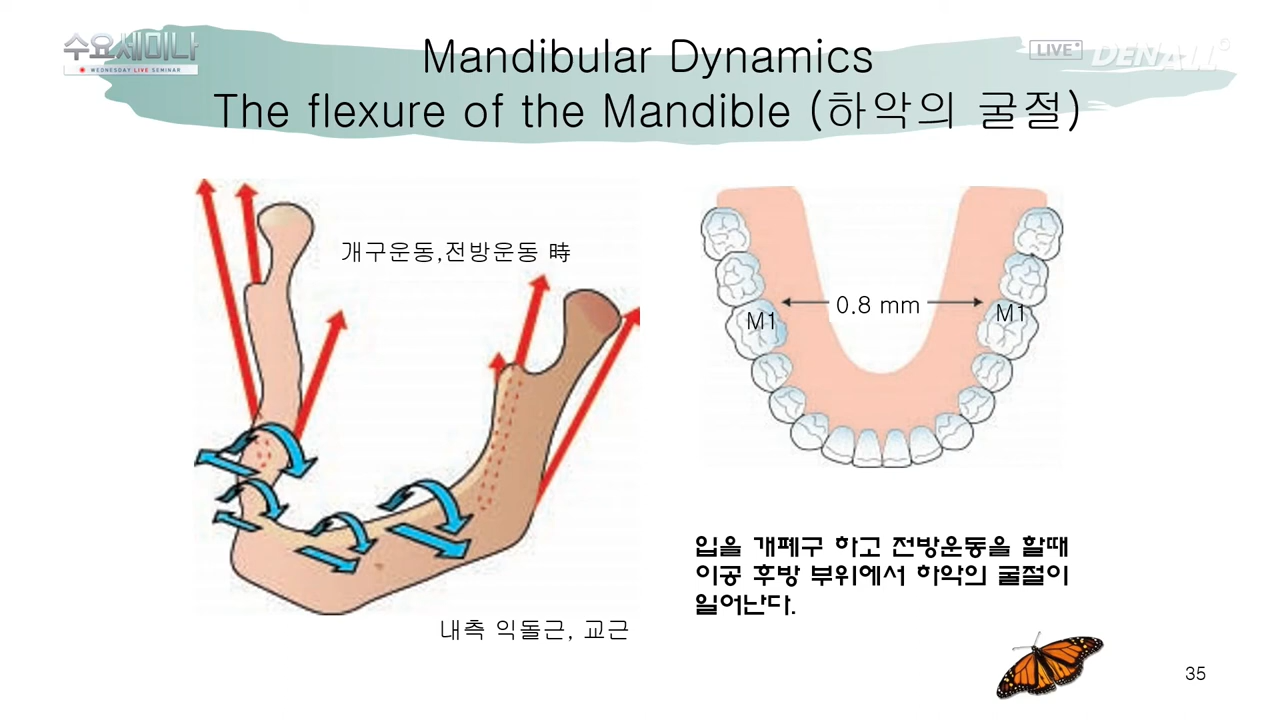 수요세미나
WEDNESDAY LIVE SEMINAR
LIVE
DENALL
Mandibular Dynamics
The flexure of the Mandible (하악의 굴절)
개구운동,전방운동 時
0.8 mm
M1
M1
입을 개폐구 하고 전방운동을 할때
이공 후방 부위에서 하악의 굴절이
일어난다.
내측 익돌근, 교근
35